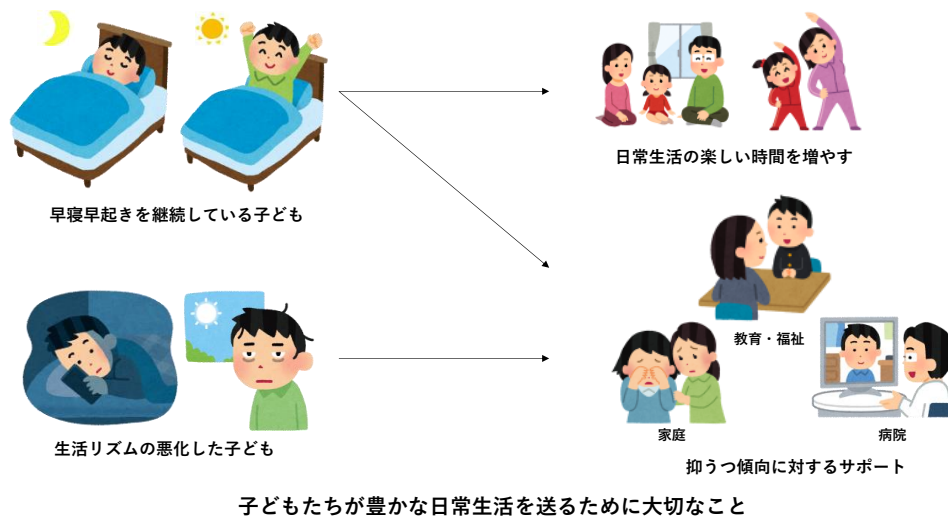 日常生活の楽しい時間を増やす
早寝早起きを継続している子ども
教育・福祉
家庭
病院
生活リズムの悪化した子ども
抑うつ傾向に対するサポート
子どもたちが豊かな日常生活を送るために大切なこと